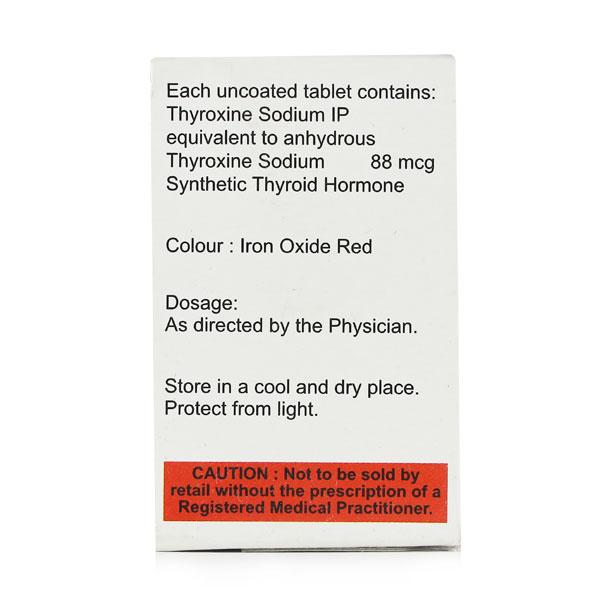 Each uncoated tablet contains:
Thyroxine Sodium IP
equivalent to anhydrous
Thyroxine Sodium 88 mcg
Synthetic Thyroid Hormone
Colour : Iron Oxide Red
Dosage:
As directed by the Physician.
Store in a cool and dry place.
Protect from light.
CAUTION : Not to be sold by
retail without the prescription of a
Registered Medical Practitioner.